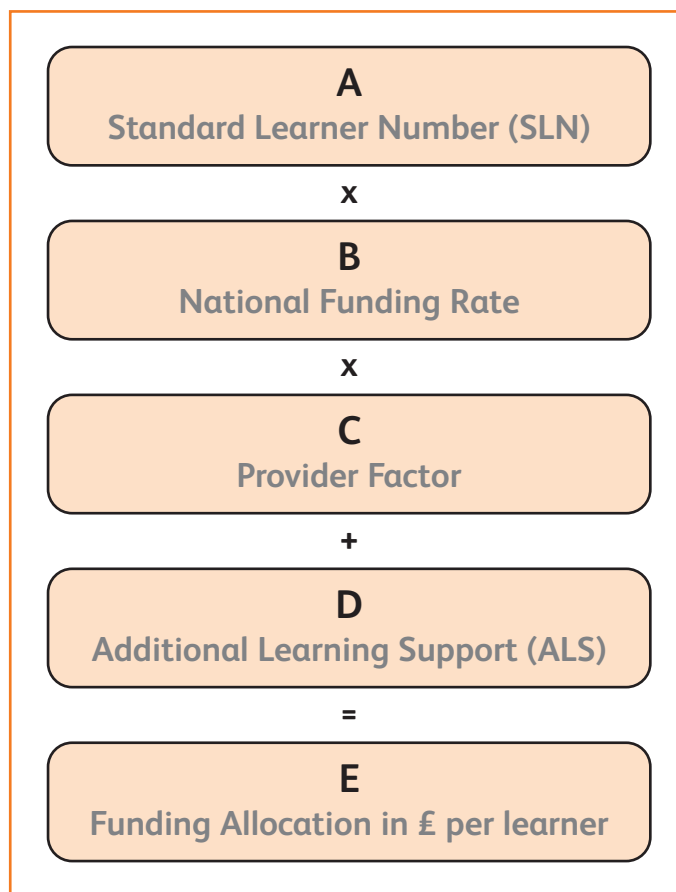 A
Standard Learner Number (SLN)
x
B
National Funding Rate
x
C
Provider Factor
+
D
Additional Learning Support (ALS)
=
E
Funding Allocation in £ per learner